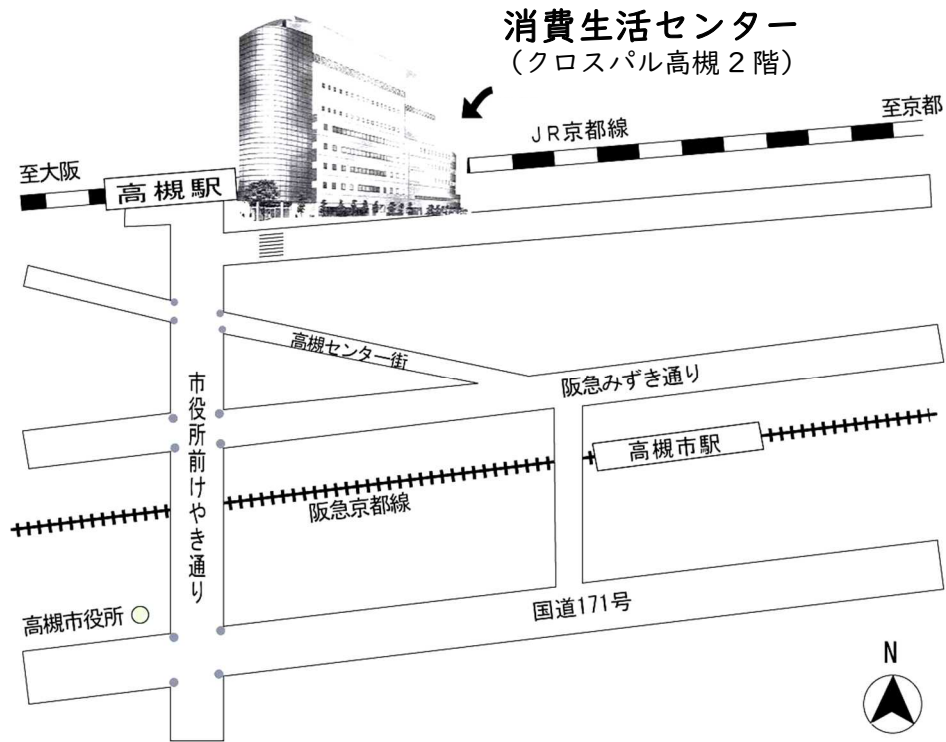 消費生活センター
（クロスパル高槻２階）
至京都
ＪＲ京都線
至大阪
高槻駅
高槻センター街
阪急みずき通り
市役所前けやき通り
高槻市駅
阪急京都線
国道171号
高槻市役所
N